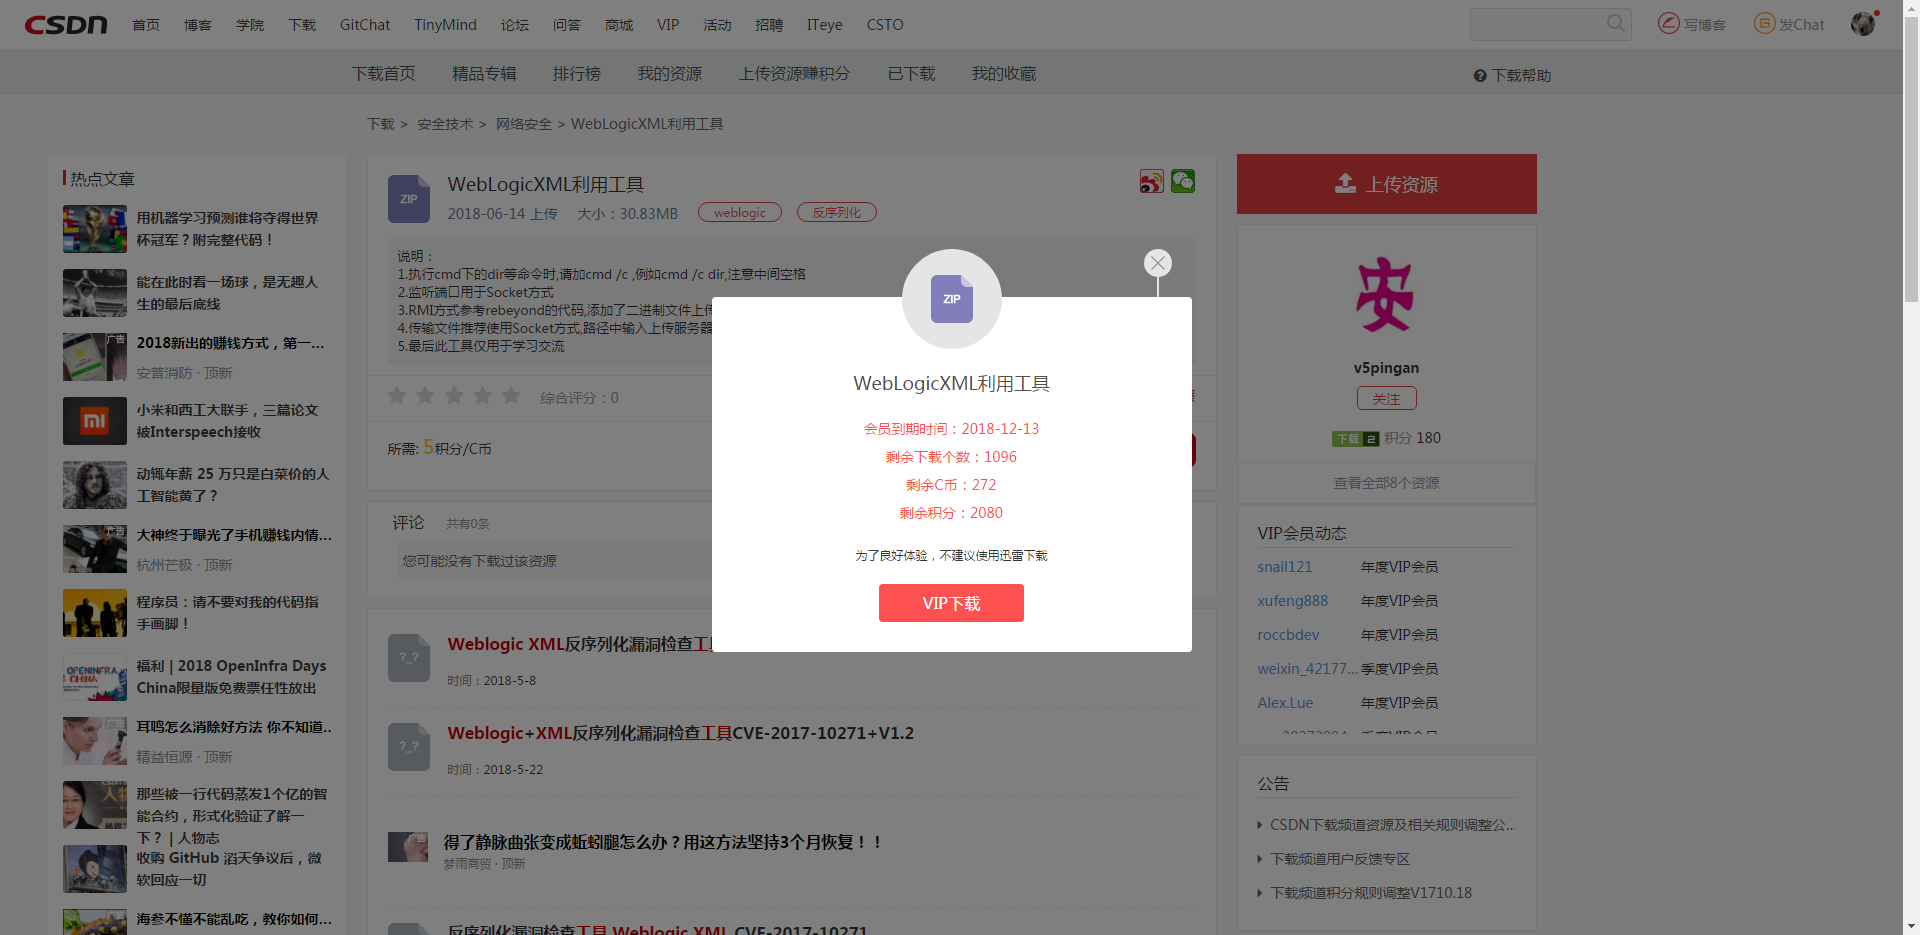 CSDN 首页 博客 学院 下载 GitChat TinyMind 论坛 问答 商城 VIP 活动 招聘 ITeye CSTO 写博客 发Chat
下载首页 精品专辑 排行榜 我的资源 上传资源赚积分 已下载 我的收藏 下载帮助
下载 > 安全技术 > 网络安全 > WebLogicXML利用工具
热点文章
用机器学习预测谁将夺得世界
杯冠军？附完整代码！
能在此时看一场球，是无趣人
生的最后底线
广告
2018新出的赚钱方式，第一...
安普消防 · 顶新
小米和西工大联手，三篇论文
被Interspeech接收
动辄年薪 25 万只是白菜价的人
工智能黄了？
广告
大神终于曝光了手机赚钱内情...
杭州芒极 · 顶新
程序员：请不要对我的代码指
手画脚！
OPENINFRA
CHINA
福利 | 2018 OpenInfra Days
China限量版免费票任性放出
广告
耳鸣怎么消除好方法 你不知道..
精益恒源 · 顶新
那些被一行代码蒸发1个亿的智
能合约，形式化验证了解一
下？ | 人物志
收购 GitHub 滔天争议后，微
软回应一切
海参不懂不能乱吃，教你如何...
ZIP
WebLogicXML利用工具
2018-06-14 上传 大小：30.83MB weblogic 反序列化
说明：
1.执行cmd下的dir等命令时,请加cmd /c ,例如cmd /c dir,注意中间空格
2.监听端口用于Socket方式
3.RMI方式参考rebeyond的代码,添加了二进制文件上传
4.传输文件推荐使用Socket方式,路径中输入上传服务器
5.最后此工具仅用于学习交流
综合评分：0
所需: 5积分/C币
评论 共有0条
您可能没有下载过该资源
?_?
Weblogic XML反序列化漏洞检查工具
时间：2018-5-8
?_?
Weblogic+XML反序列化漏洞检查工具CVE-2017-10271+V1.2
时间：2018-5-22
广告
得了静脉曲张变成蚯蚓腿怎么办？用这方法坚持3个月恢复！！
梦雨商贸 · 顶新
反序列化漏洞检查工具 Weblogic XML CVE-2017-10271
ZIP
WebLogicXML利用工具
会员到期时间：2018-12-13
剩余下载个数：1096
剩余C币：272
剩余积分：2080
为了良好体验，不建议使用迅雷下载
VIP下载
上传资源
安
v5pingan
关注
下载 2 积分 180
查看全部8个资源
VIP会员动态
snail121 年度VIP会员
xufeng888 年度VIP会员
roccbdev 年度VIP会员
weixin_42177... 季度VIP会员
Alex.Lue 年度VIP会员
公告
CSDN下载频道资源及相关规则调整公...
下载频道用户反馈专区
下载频道积分规则调整V1710.18